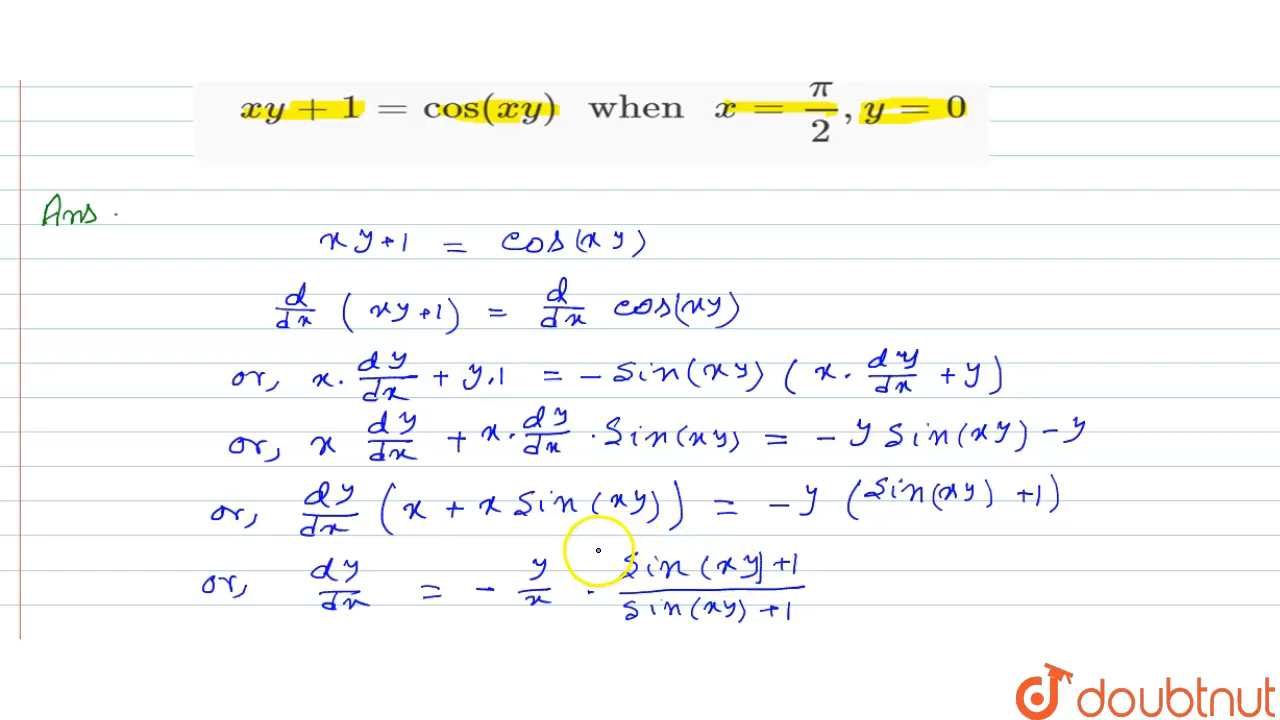 xy + 1 = cos(xy) when x = π/2, y = 0
Ans.
xy+1 = cos(xy)
d/dx (xy+1) = d/dx cos(xy)
or, x. dy/dx + y.1 = -sin(xy) (x. dy/dx + y)
or, x dy/dx + x. dy/dx . sin(xy) = -y sin(xy) - y
or, dy/dx (x + x sin(xy)) = -y (sin(xy) +1)
or, dy/dx = - y/x . sin(xy)+1 / sin(xy)+1
doubtnut